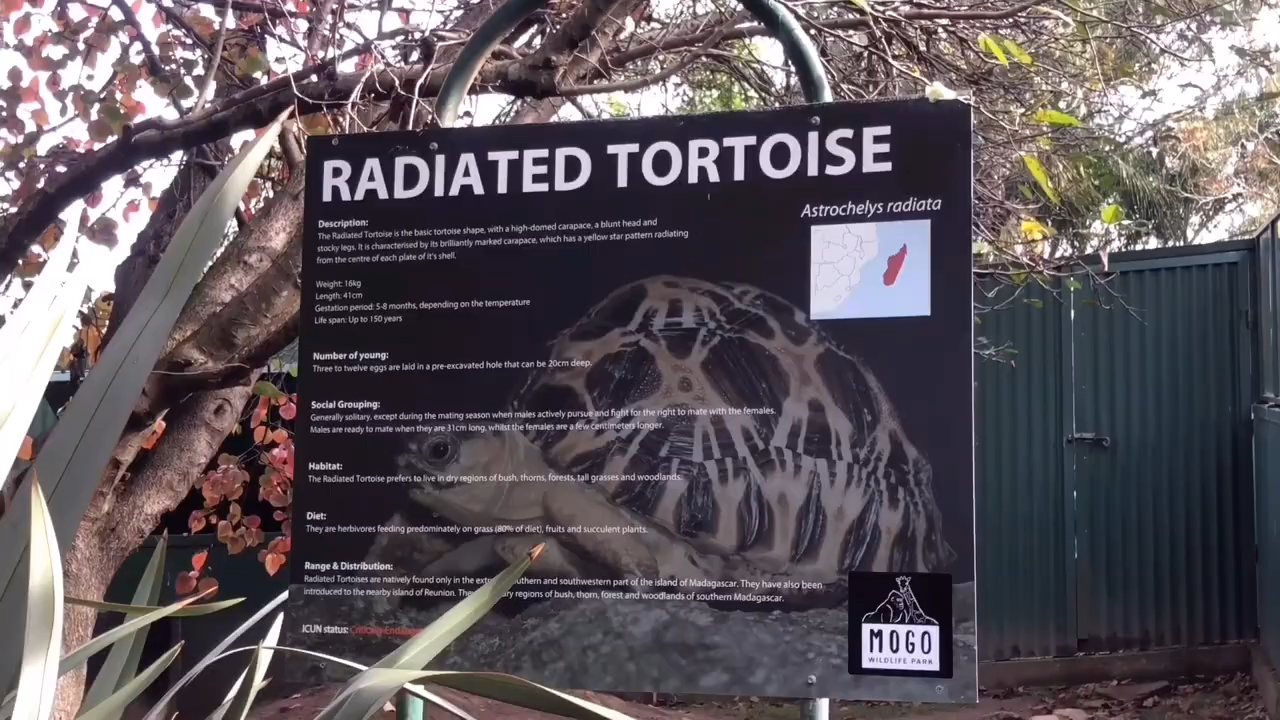 RADIATED TORTOISE
Astrochelys radiata
Description:
The Radiated Tortoise is the basic tortoise shape, with a high-domed carapace, a blunt head and
stocky legs. It is characterised by its brilliantly marked carapace, which has a yellow star pattern radiating
from the centre of each plate of it's shell.
Weight: 16kg
Length: 41cm
Gestation period: 5-8 months, depending on the temperature
Life span: Up to 150 years
Number of young:
Three to twelve eggs are laid in a pre-excavated hole that can be 20cm deep.
Social Grouping:
Generally solitary, except during the mating season when males actively pursue and fight for the right to mate with the females.
Males are ready to mate when they are 31cm long, whilst the females are a few centimeters longer.
Habitat:
The Radiated Tortoise prefers to live in dry regions of bush, thorns, forests, tall grasses and woodlands.
Diet:
They are herbivores feeding predominately on grass (80% of diet), fruits and succulent plants.
Range & Distribution:
Radiated Tortoises are natively found only in the and southwestern part of the island of Madagascar. They have also been
introduced to the nearby island of Reunion. regions of bush, thorn, forest and woodlands of southern Madagascar.
ICUN status: Critically
MOGO
WILDLIFE PARK